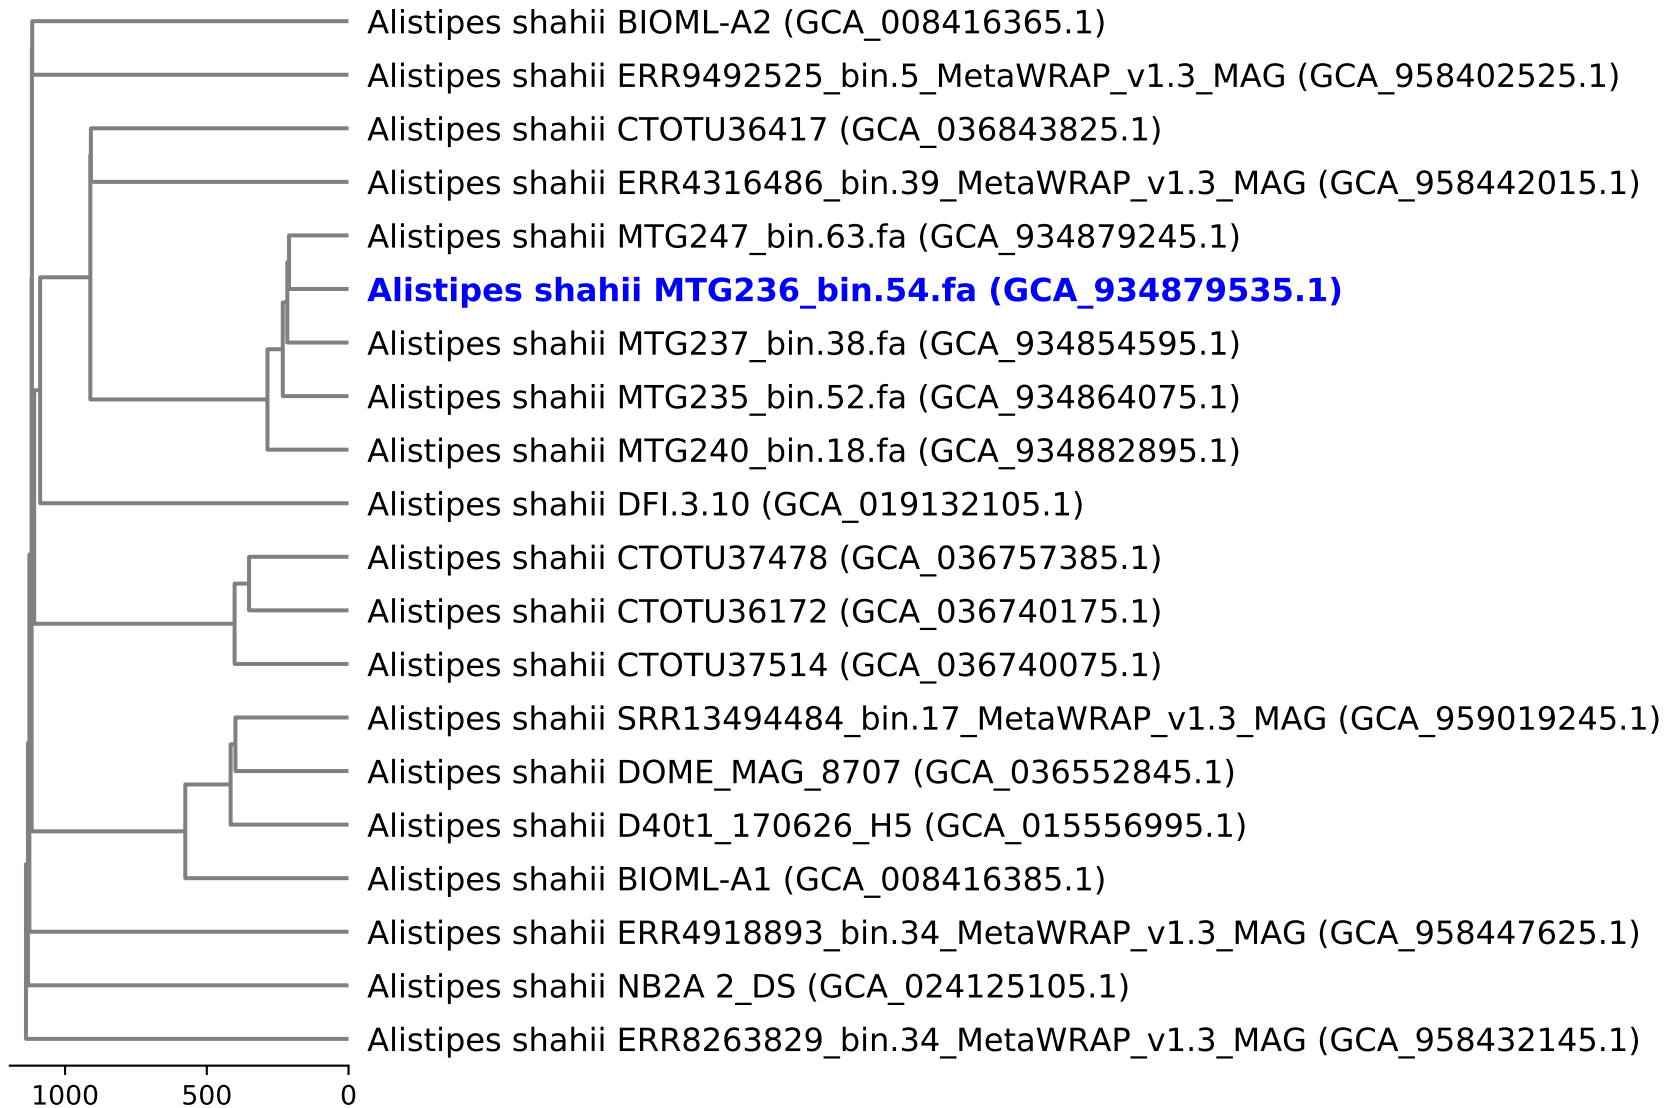 Alistipes shahii BIOML-A2 (GCA_008416365.1)
Alistipes shahii ERR9492525_bin.5_MetaWRAP_v1.3_MAG (GCA_958402525.1)
Alistipes shahii CTOTU36417 (GCA_036843825.1)
Alistipes shahii ERR4316486_bin.39_MetaWRAP_v1.3_MAG (GCA_958442015.1)
Alistipes shahii MTG247_bin.63.fa (GCA_934879245.1)
Alistipes shahii MTG236_bin.54.fa (GCA_934879535.1)
Alistipes shahii MTG237_bin.38.fa (GCA_934854595.1)
Alistipes shahii MTG235_bin.52.fa (GCA_934864075.1)
Alistipes shahii MTG240_bin.18.fa (GCA_934882895.1)
Alistipes shahii DFI.3.10 (GCA_019132105.1)
Alistipes shahii CTOTU37478 (GCA_036757385.1)
Alistipes shahii CTOTU36172 (GCA_036740175.1)
Alistipes shahii CTOTU37514 (GCA_036740075.1)
Alistipes shahii SRR13494484_bin.17_MetaWRAP_v1.3_MAG (GCA_959019245.1)
Alistipes shahii DOME_MAG_8707 (GCA_036552845.1)
Alistipes shahii D40t1_170626_H5 (GCA_015556995.1)
Alistipes shahii BIOML-A1 (GCA_008416385.1)
Alistipes shahii ERR4918893_bin.34_MetaWRAP_v1.3_MAG (GCA_958447625.1)
Alistipes shahii NB2A 2_DS (GCA_024125105.1)
Alistipes shahii ERR8263829_bin.34_MetaWRAP_v1.3_MAG (GCA_958432145.1)
1000 500 0